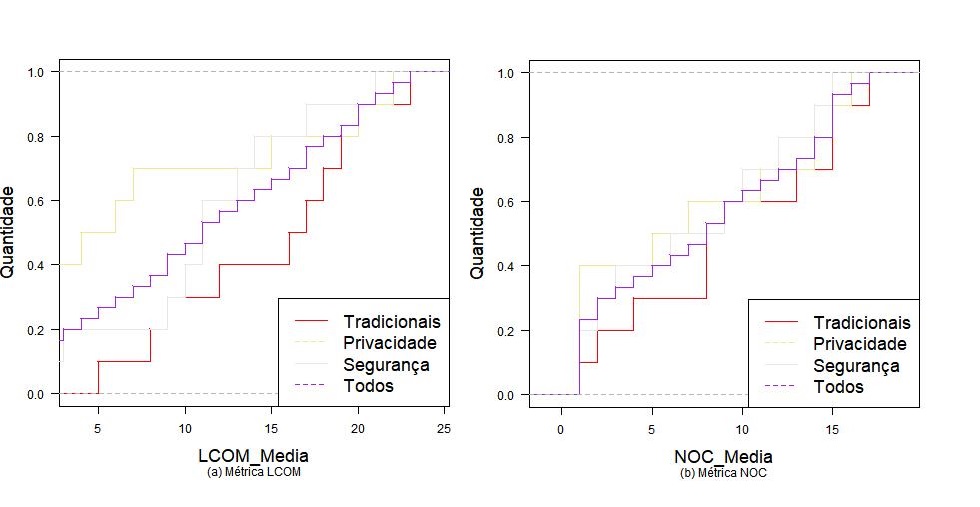 Quantidade
1.0
0.8
0.6
0.4
0.2
0.0
5
10
15
20
25
Tradicionais
Privacidade
Segurança
Todos
LCOM_Media
(a) Métrica LCOM
Quantidade
1.0
0.8
0.6
0.4
0.2
0.0
0
5
10
15
Tradicionais
Privacidade
Segurança
Todos
NOC_Media
(b) Métrica NOC